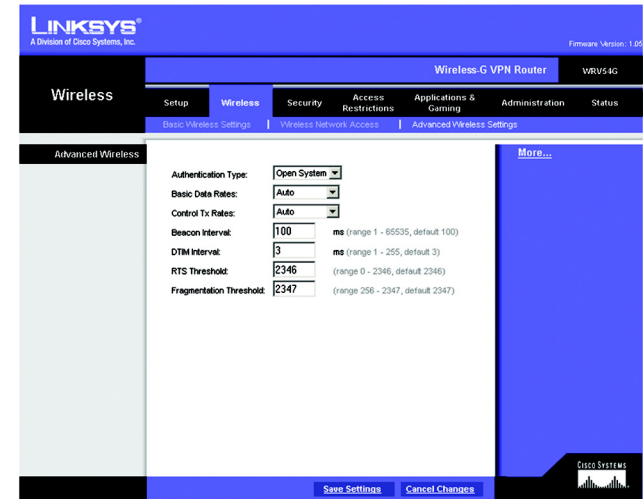 LINKSYS®
A Division of Cisco Systems, Inc.
Firmware Version: 1.05
Wireless-G VPN Router WRV54G
Wireless
Setup Wireless Security Access Restrictions Applications & Gaming Administration Status
Basic Wireless Settings | Wireless Network Access | Advanced Wireless Settings
Advanced Wireless
More...
Authentication Type: Open System
Basic Data Rates: Auto
Control Tx Rates: Auto
Beacon Interval: 100 ms (range 1 - 65535, default 100)
DTIM Interval: 3 ms (range 1 - 255, default 3)
RTS Threshold: 2346 (range 0 - 2346, default 2346)
Fragmentation Threshold: 2347 (range 256 - 2347, default 2347)
Save Settings Cancel Changes
CISCO SYSTEMS